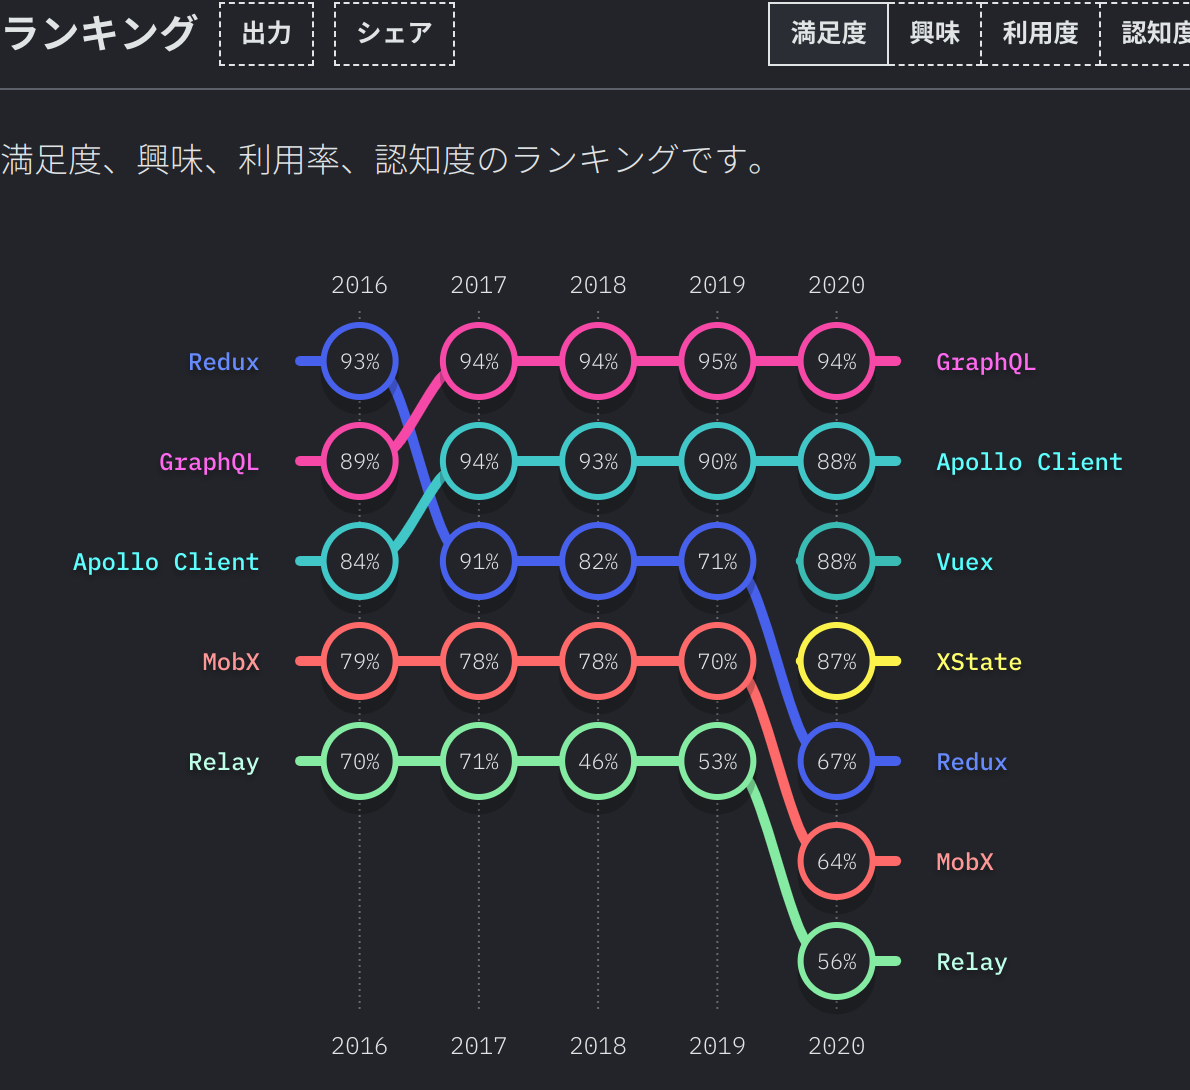 ランキング 出力 シェア 満足度 興味 利用度 認知度
満足度、興味、利用率、認知度のランキングです。
2016 2017 2018 2019 2020
Redux 93% 94% 94% 95% 94% GraphQL
GraphQL 89% 94% 93% 90% 88% Apollo Client
Apollo Client 84% 91% 82% 71% 88% Vuex
MobX 79% 78% 78% 70% 87% XState
Relay 70% 71% 46% 53% 67% Redux
64% MobX
56% Relay
2016 2017 2018 2019 2020